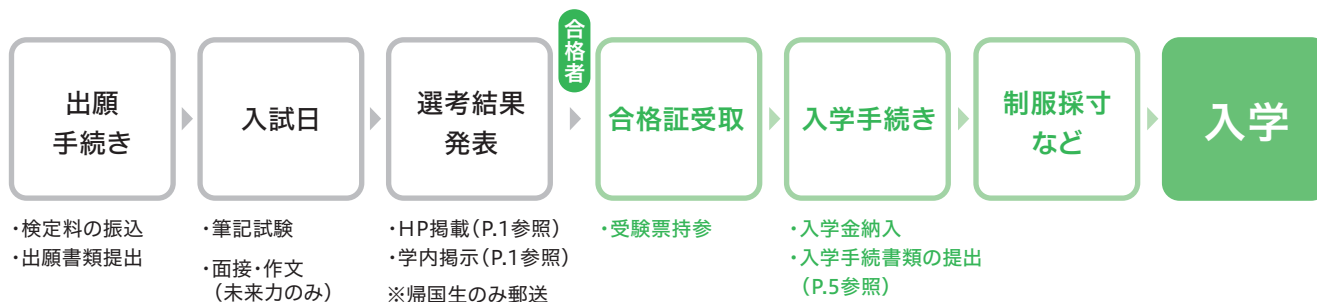 出願
手続き
入試日
選考結果
発表
合格者
合格証受取
入学手続き
制服採寸
など
入学
・検定料の振込
・出願書類提出
・筆記試験
・面接・作文
（未来力のみ）
・HP掲載（P.1参照）
・学内掲示（P.1参照）
※帰国生のみ郵送
・受験票持参
・入学金納入
・入学手続書類の提出
（P.5参照）